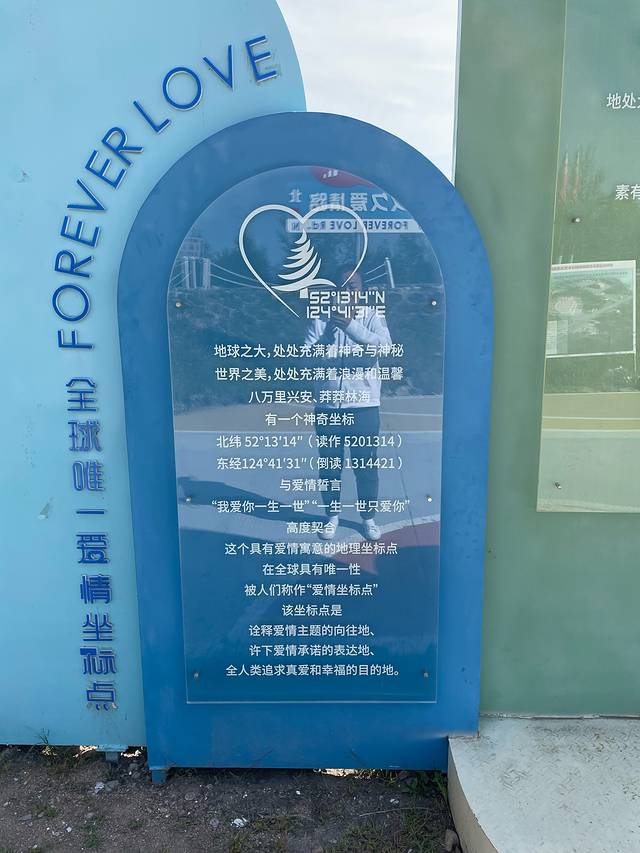 FOREVER LOVE
全球唯一爱情坐标点
52°13'14"N
124°41'31"E
地球之大，处处充满着神奇与神秘
世界之美，处处充满着浪漫和温馨
八万里兴安、莽莽林海
有一个神奇坐标
北纬 52°13'14"（读作 5201314）
东经124°41'31"（倒读 1314421）
与爱情誓言
“我爱你一生一世”“一生一世只爱你”
高度契合
这个具有爱情寓意的地理坐标点
在全球具有唯一性
被人们称作“爱情坐标点”
该坐标点是
诠释爱情主题的向往地、
许下爱情承诺的表达地、
全人类追求真爱和幸福的目的地。
地处
素有